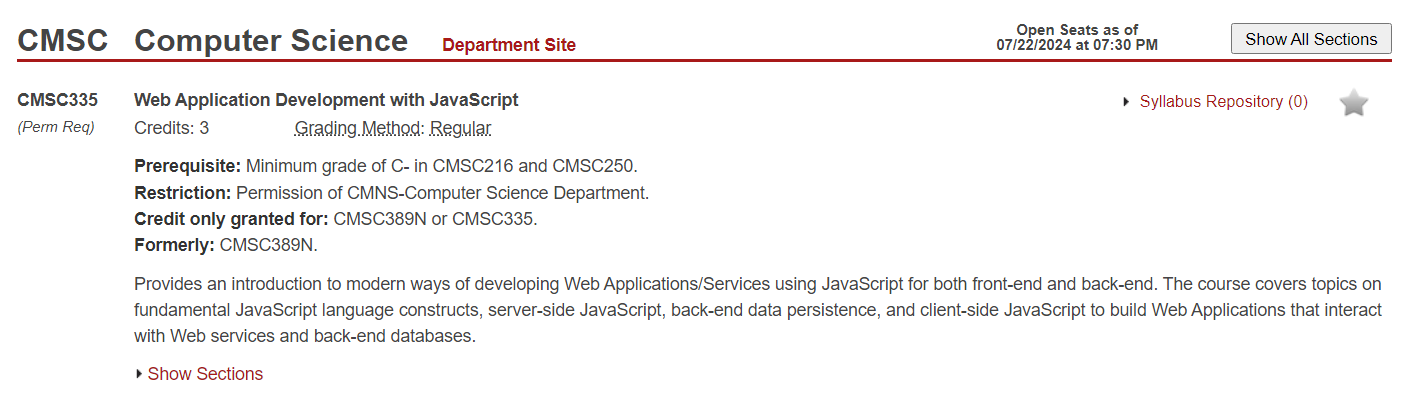 CMSC Computer Science Department Site
Open Seats as of
07/22/2024 at 07:30 PM
Show All Sections
CMSC335 Web Application Development with JavaScript
Syllabus Repository (0)
(Perm Req) Credits: 3 Grading Method: Regular
Prerequisite: Minimum grade of C- in CMSC216 and CMSC250.
Restriction: Permission of CMNS-Computer Science Department.
Credit only granted for: CMSC389N or CMSC335.
Formerly: CMSC389N.
Provides an introduction to modern ways of developing Web Applications/Services using JavaScript for both front-end and back-end. The course covers topics on
fundamental JavaScript language constructs, server-side JavaScript, back-end data persistence, and client-side JavaScript to build Web Applications that interact
with Web services and back-end databases.
Show Sections